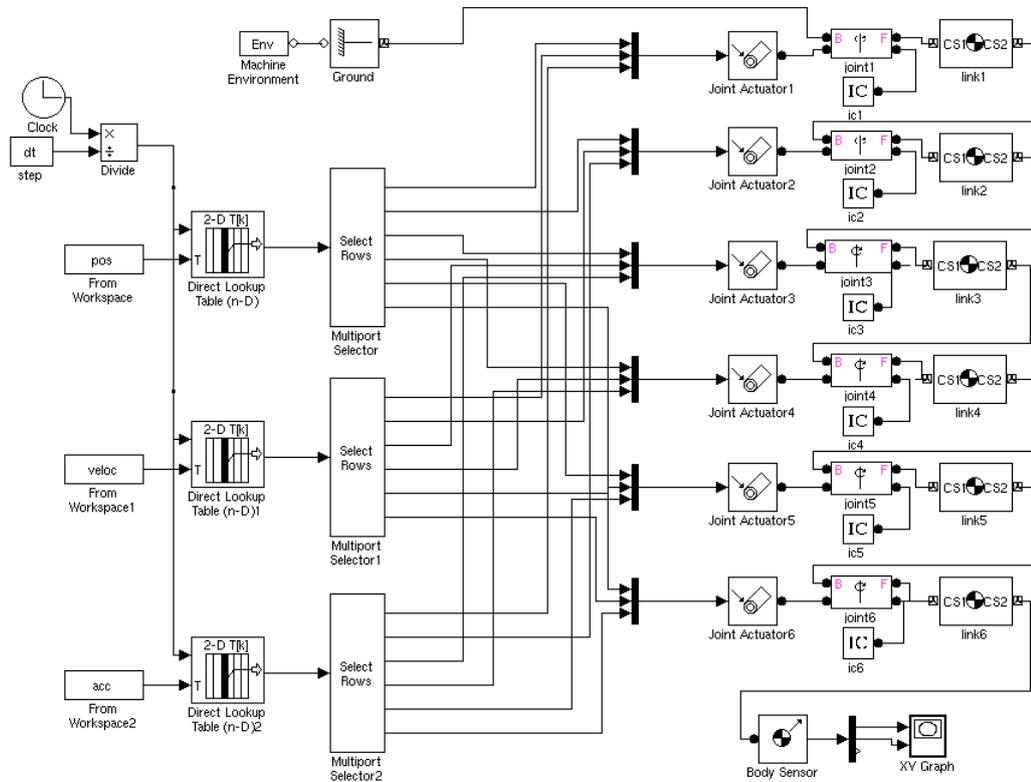 Env
Machine
Environment
Ground
B F
joint1
CS1 CS2
link1
Joint Actuator1
IC
ic1
Clock
dt
step
×
÷
Divide
B F
joint2
CS1 CS2
link2
Joint Actuator2
IC
ic2
pos
From
Workspace
2-D T[k]
T
Direct Lookup
Table (n-D)
Select
Rows
Multiport
Selector
Joint Actuator3
B F
joint3
CS1 CS2
link3
IC
ic3
Joint Actuator4
B F
joint4
CS1 CS2
link4
IC
ic4
veloc
From
Workspace1
2-D T[k]
T
Direct Lookup
Table (n-D)1
Select
Rows
Multiport
Selector1
Joint Actuator5
B F
joint5
CS1 CS2
link5
IC
ic5
Joint Actuator6
B F
joint6
CS1 CS2
link6
IC
ic6
acc
From
Workspace2
2-D T[k]
T
Direct Lookup
Table (n-D)2
Select
Rows
Multiport
Selector2
Body Sensor
XY Graph